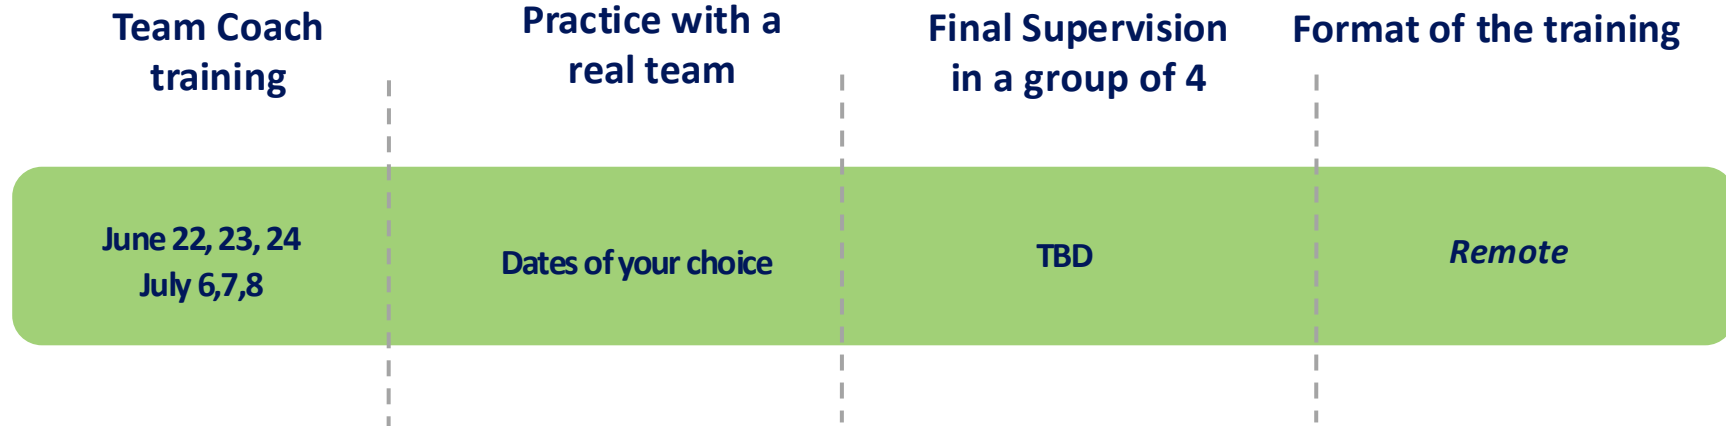 Team Coach
training
Practice with a
real team
Final Supervision
in a group of 4
Format of the training
June 22, 23, 24
July 6,7,8
Dates of your choice
TBD
Remote